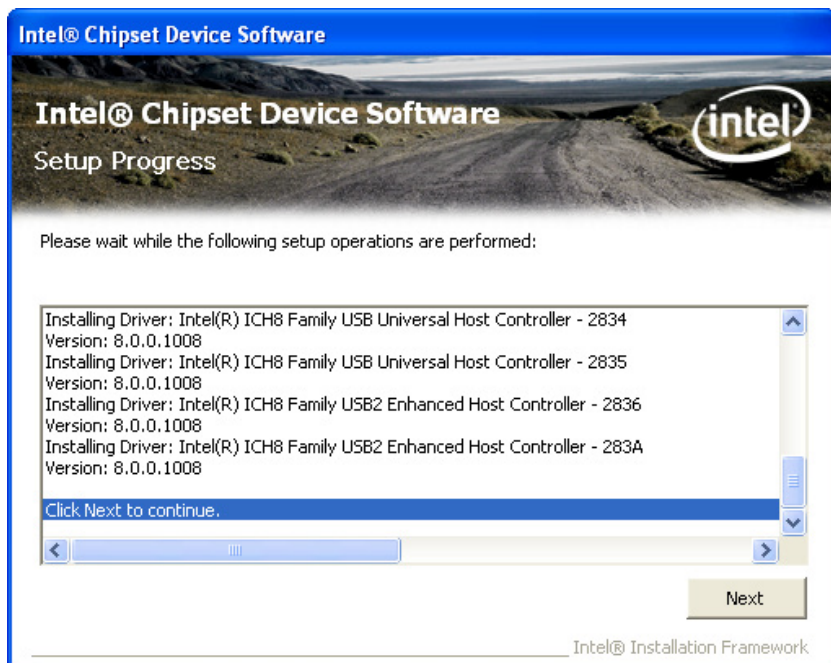 Intel® Chipset Device Software
Intel® Chipset Device Software
intel
Setup Progress
Please wait while the following setup operations are performed:
Installing Driver: Intel(R) ICH8 Family USB Universal Host Controller - 2834
Version: 8.0.0.1008
Installing Driver: Intel(R) ICH8 Family USB Universal Host Controller - 2835
Version: 8.0.0.1008
Installing Driver: Intel(R) ICH8 Family USB2 Enhanced Host Controller - 2836
Version: 8.0.0.1008
Installing Driver: Intel(R) ICH8 Family USB2 Enhanced Host Controller - 283A
Version: 8.0.0.1008
Click Next to continue.
Next
Intel® Installation Framework